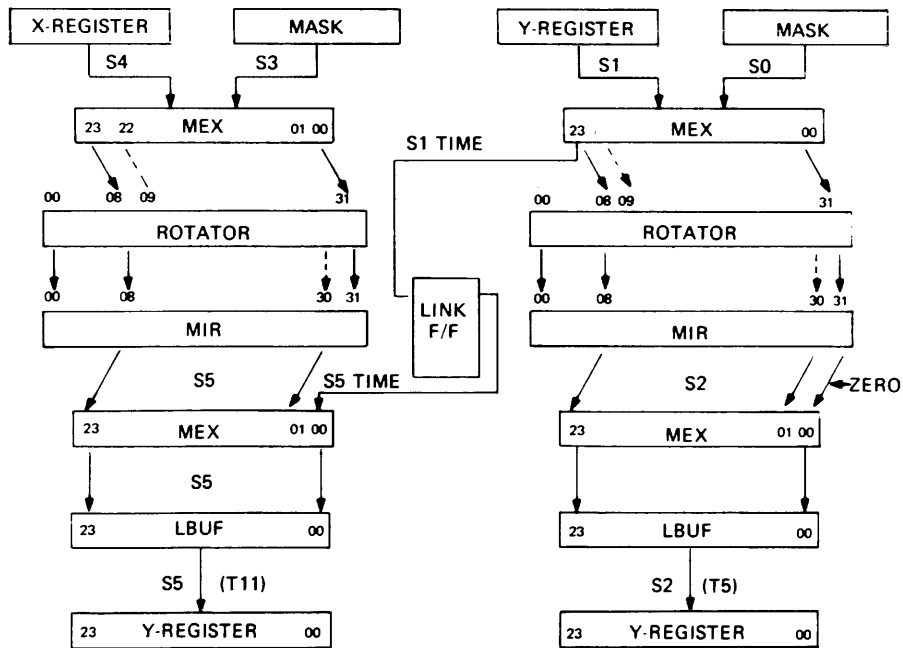 X-REGISTER MASK Y-REGISTER MASK
S4 S3 S1 S0
23 22 MEX 01 00 23 MEX 00
S1 TIME
00 08 09 31 00 08 09 31
ROTATOR ROTATOR
00 08 30 31 00 08 30 31
LINK
F/F
MIR MIR
S5 S5 TIME S2 ZERO
23 MEX 01 00 23 MEX 01 00
S5
23 LBUF 00 23 LBUF 00
S5 (T11) S2 (T5)
23 Y-REGISTER 00 23 Y-REGISTER 00